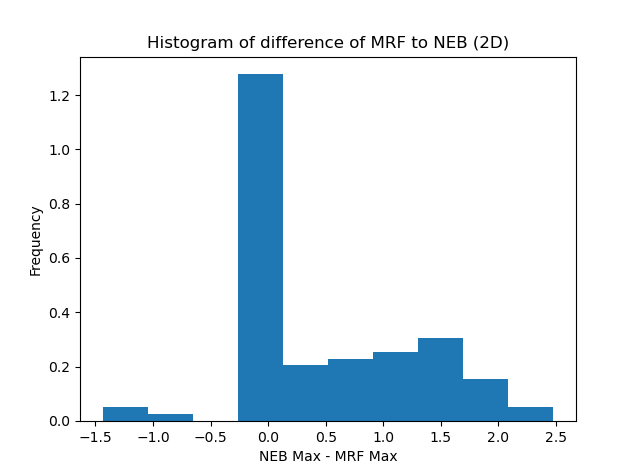 Histogram of difference of MRF to NEB (2D)
1.2
1.0
0.8
0.6
0.4
0.2
0.0
Frequency
−1.5 −1.0 −0.5 0.0 0.5 1.0 1.5 2.0 2.5
NEB Max - MRF Max